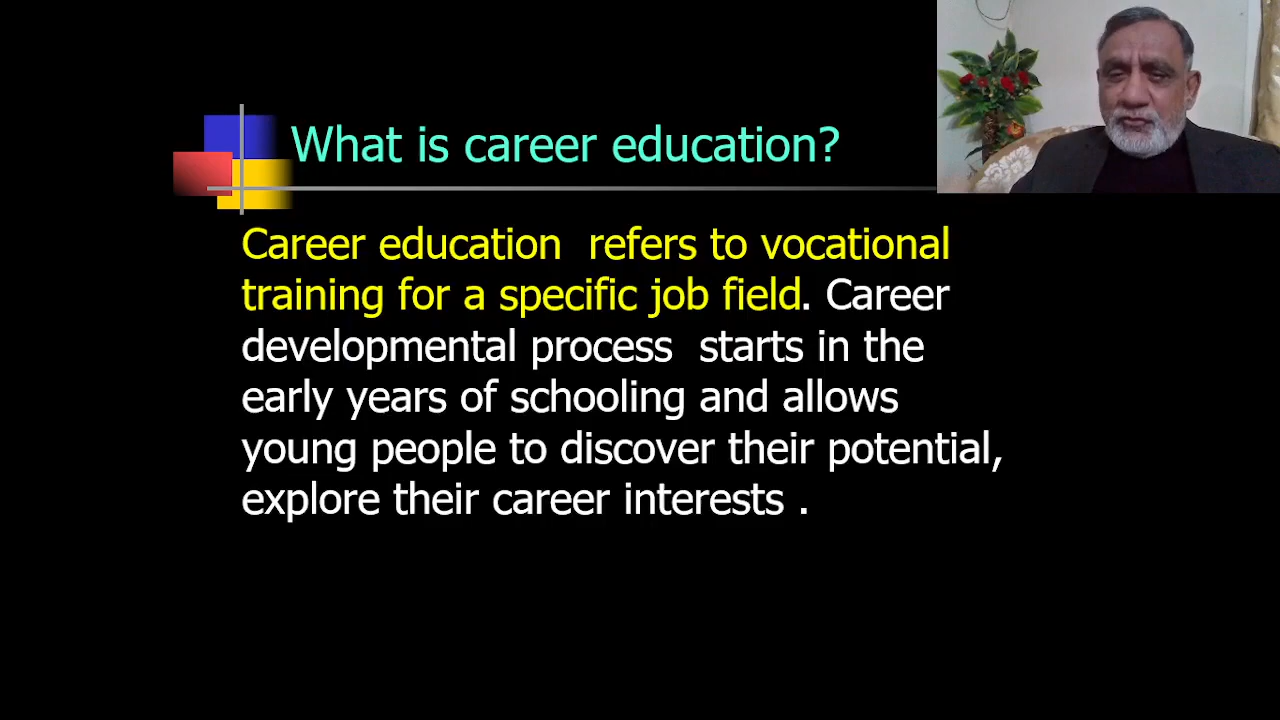 What is career education?
Career education  refers to vocational
training for a specific job field. Career
developmental process  starts in the
early years of schooling and allows
young people to discover their potential,
explore their career interests .